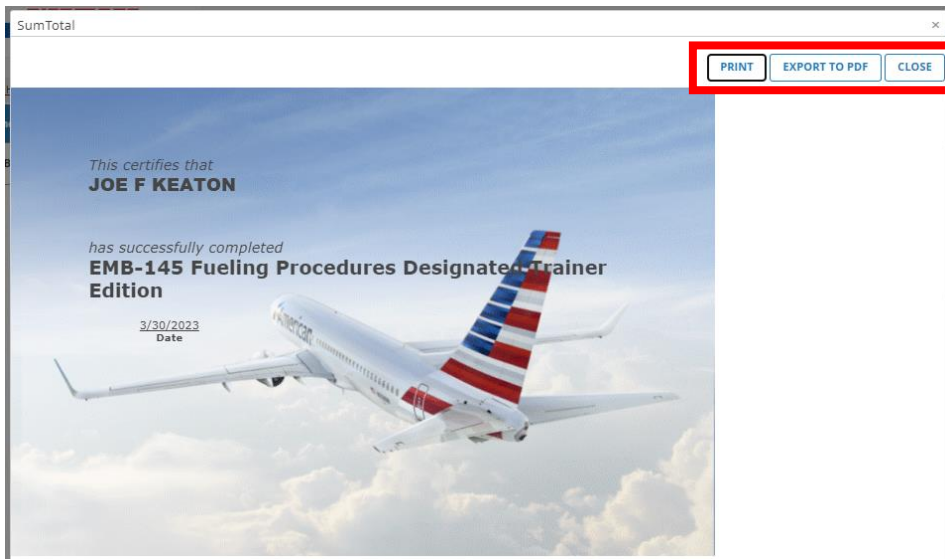 SumTotal ×
PRINT EXPORT TO PDF CLOSE
This certifies that
JOE F KEATON
has successfully completed
EMB-145 Fueling Procedures Designated Trainer
Edition
3/30/2023
Date
American